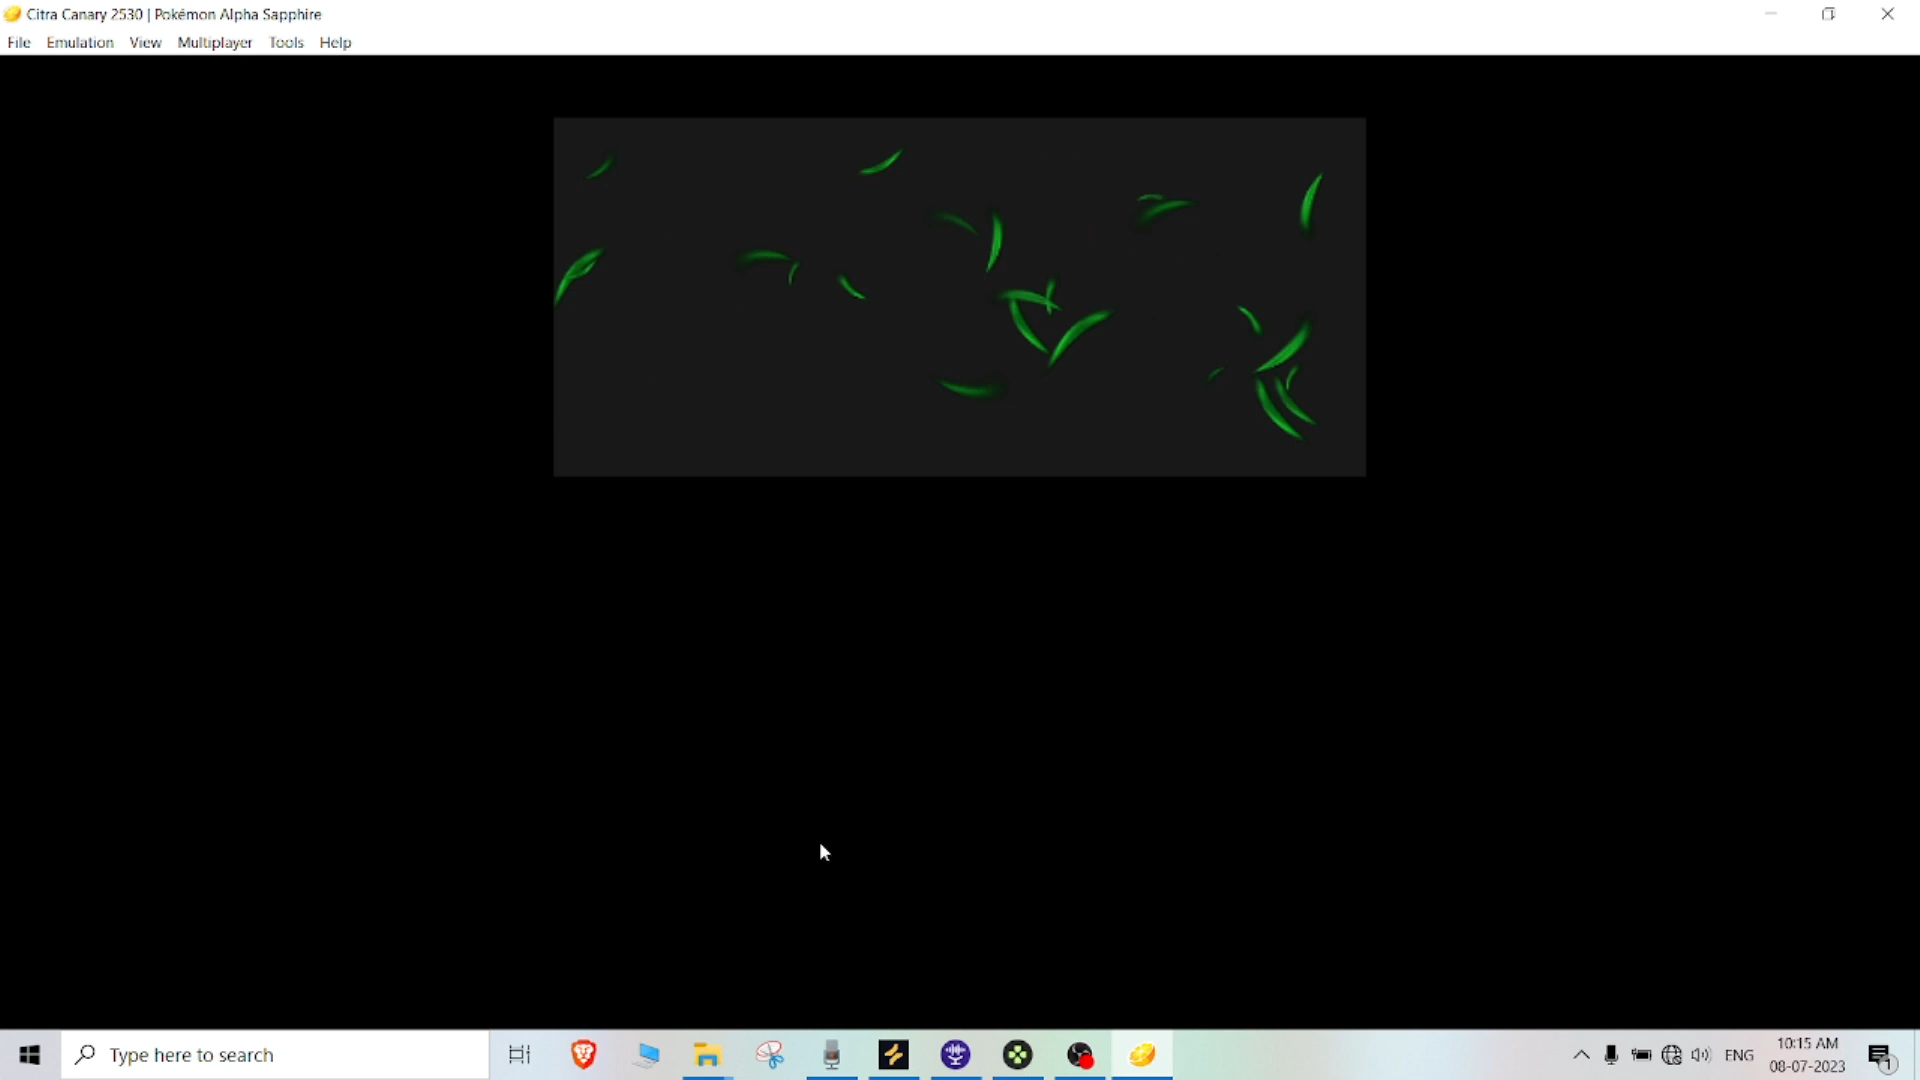 Citra Canary 2530 | Pokémon Alpha Sapphire
File Emulation View Multiplayer Tools Help
Type here to search
ENG
10:15 AM
08-07-2023
1